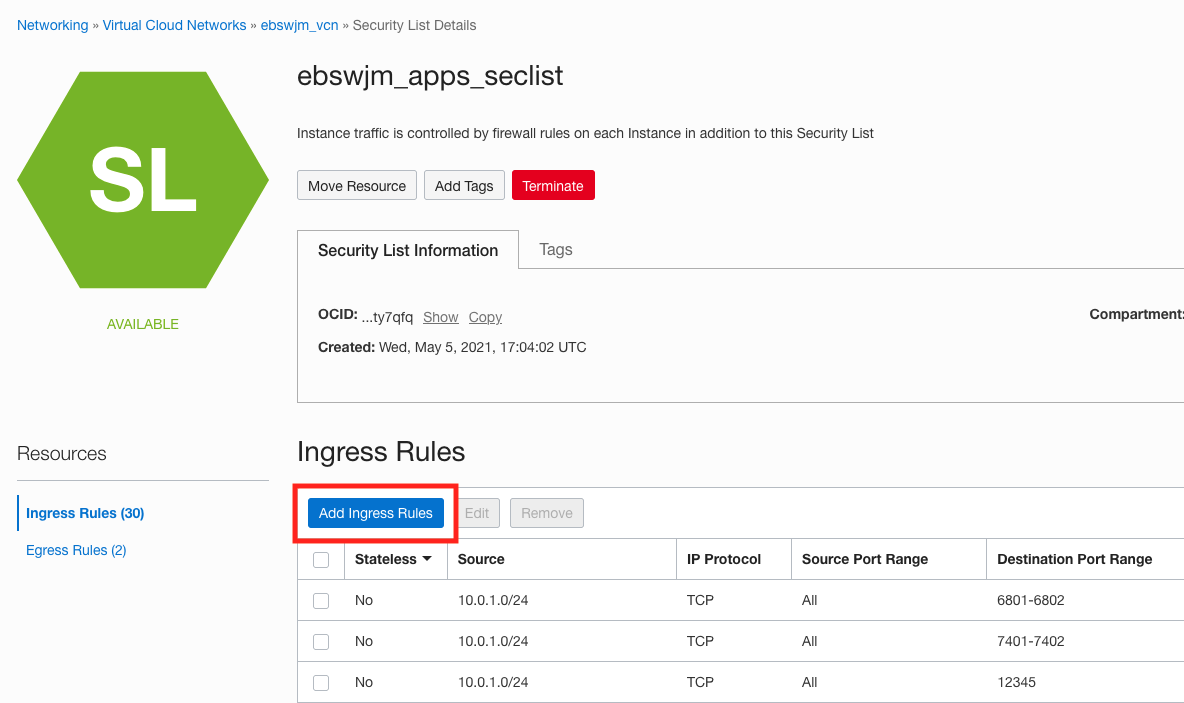 Networking » Virtual Cloud Networks » ebswjm_vcn » Security List Details
SL
AVAILABLE
ebswjm_apps_seclist
Instance traffic is controlled by firewall rules on each Instance in addition to this Security List
Move Resource Add Tags Terminate
Security List Information Tags
OCID: ...ty7qfq Show Copy Compartment:
Created: Wed, May 5, 2021, 17:04:02 UTC
Resources
Ingress Rules (30)
Egress Rules (2)
Ingress Rules
Add Ingress Rules Edit Remove
Stateless Source IP Protocol Source Port Range Destination Port Range
No 10.0.1.0/24 TCP All 6801-6802
No 10.0.1.0/24 TCP All 7401-7402
No 10.0.1.0/24 TCP All 12345